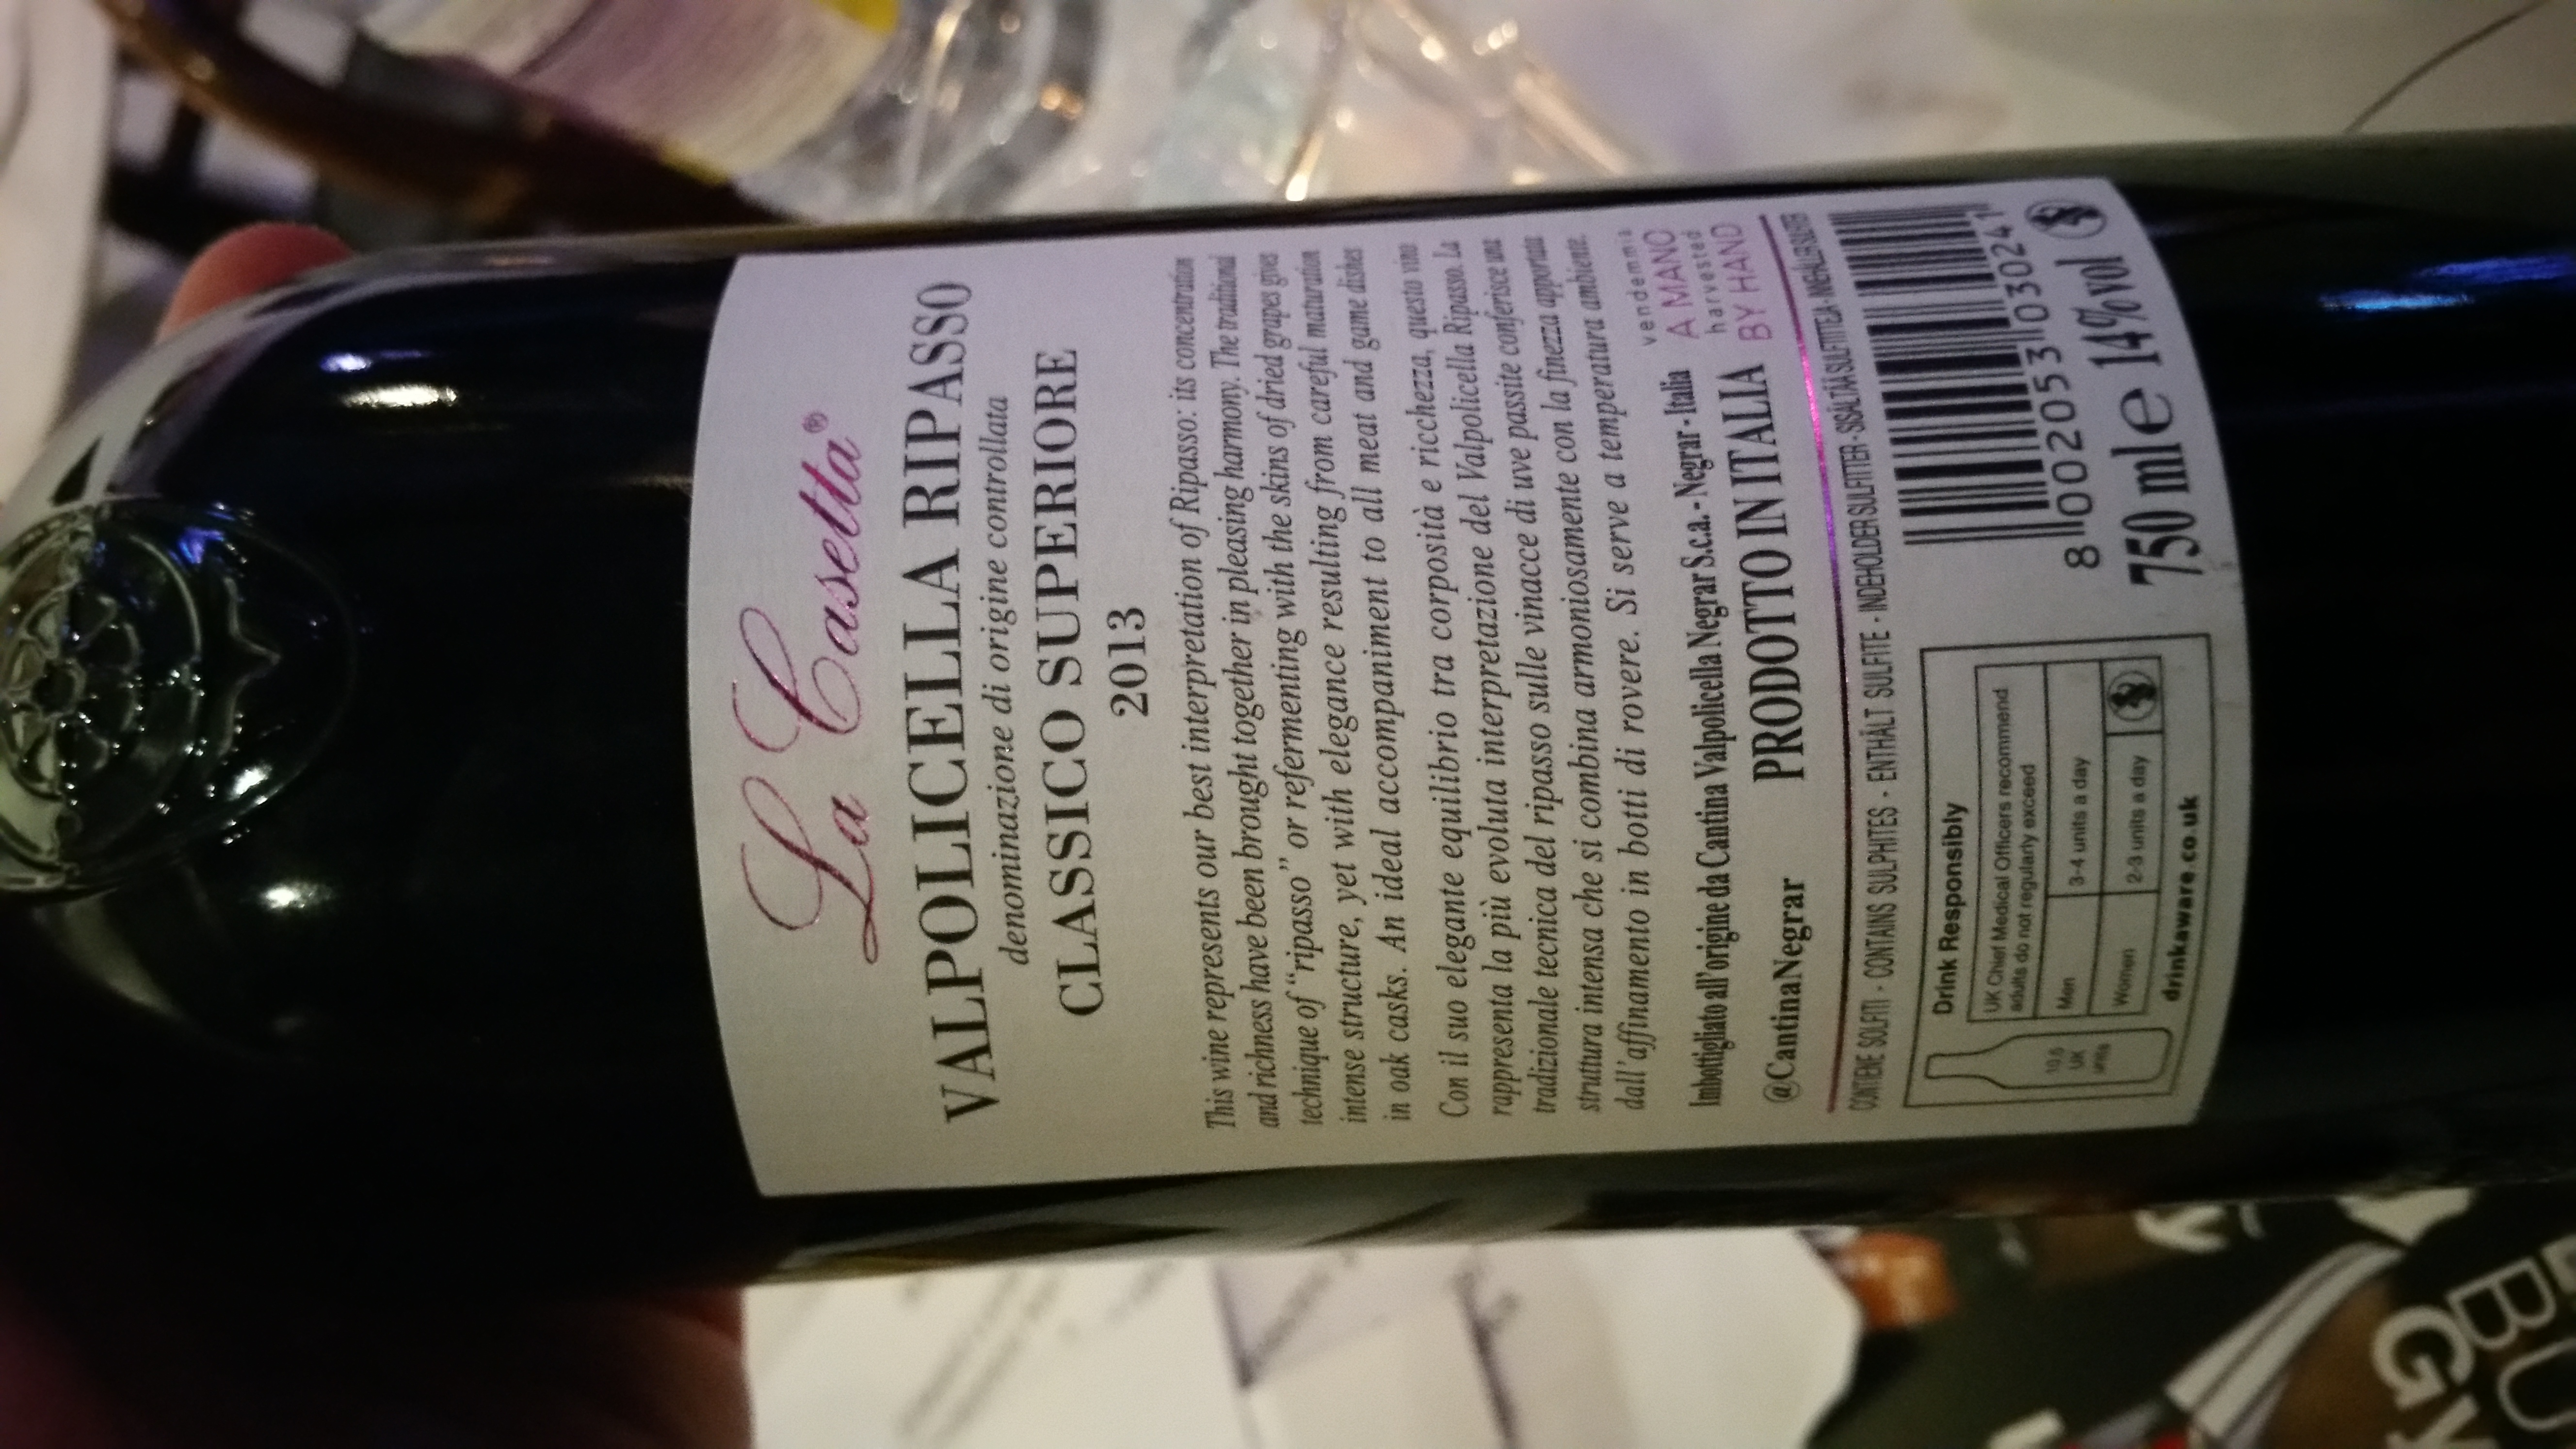 La Casetta®
VALPOLICELLA RIPASSO
denominazione di origine controllata
CLASSICO SUPERIORE
2013
This wine represents our best interpretation of Ripasso: its concentration
and richness have been brought together in pleasing harmony. The traditional
technique of "ripasso" or refermenting with the skins of dried grapes gives
intense structure, yet with elegance resulting from careful maturation
in oak casks. An ideal accompaniment to all meat and game dishes
Con il suo elegante equilibrio tra corposità e ricchezza, questo vino
rappresenta la più evoluta interpretazione del Valpolicella Ripasso. La
tradizionale tecnica del ripasso sulle vinacce di uve passite conferisce una
struttura intensa che si combina armoniosamente con la finezza apportata
dall'affinamento in botti di rovere. Si serve a temperatura ambiente.
vendemmia
A MANO
harvested
BY HAND
Imbottigliato all'origine da Cantina Valpolicella Negrar S.c.a. - Negrar - Italia
@CantinaNegrar PRODOTTO IN ITALIA
CONTIENE SOLFITI - CONTAINS SULPHITES - ENTHÄLT SULFITE - INDEHOLDER SULFITTER - SISÄLTÄÄ SULFIITTEJA - INNEHÅLLER SULFITER
Drink Responsibly
UK Chief Medical Officers recommend
adults do not regularly exceed
Men 3-4 units a day
Women 2-3 units a day
10.5
UK
units
drinkaware.co.uk
8 002053 030241
750 ml e 14% vol
BU
Gy